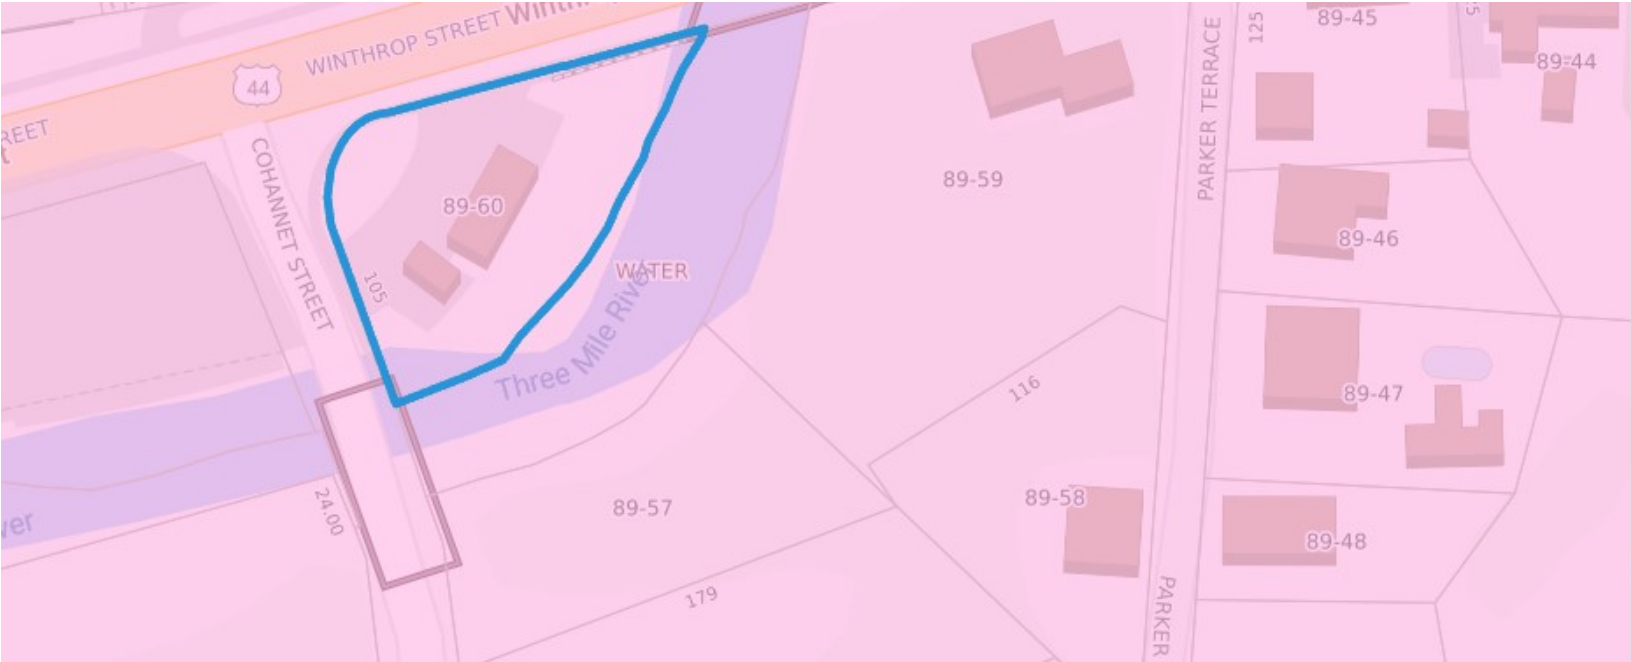 WINTHROP STREET
44
REET
t
COHANNET STREET
89-60
105
WATER
Three Mile River
ver
24.00
89-57
179
89-59
116
89-58
PARKER TERRACE
PARKER
125
89-45
89-44
89-46
89-47
89-48